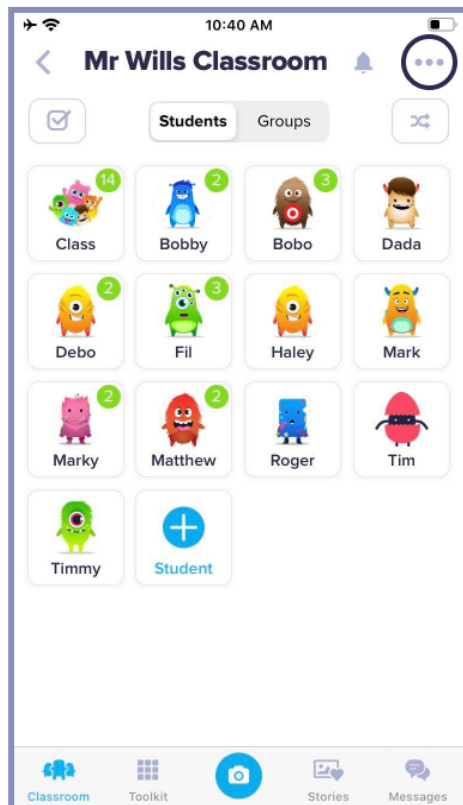 10:40 AM
Mr Wills Classroom
Students Groups
14 2 3
Class Bobby Bobo Dada
2 3
Debo Fil Haley Mark
2 2
Marky Matthew Roger Tim
Timmy Student
Classroom Toolkit Stories Messages